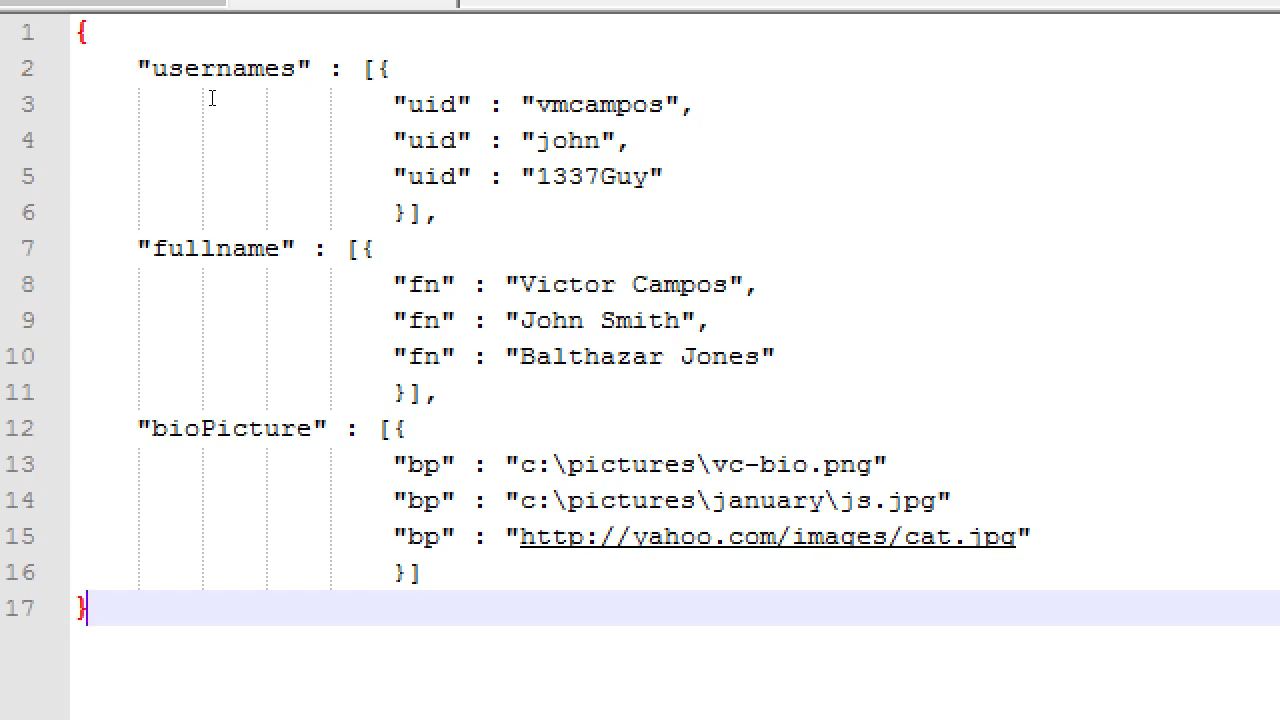 1 {
2 "usernames" : [{
3 "uid" : "vmcampos",
4 "uid" : "john",
5 "uid" : "1337Guy"
6 }],
7 "fullname" : [{
8 "fn" : "Victor Campos",
9 "fn" : "John Smith",
10 "fn" : "Balthazar Jones"
11 }],
12 "bioPicture" : [{
13 "bp" : "c:\pictures\vc-bio.png"
14 "bp" : "c:\pictures\january\js.jpg"
15 "bp" : "http://yahoo.com/images/cat.jpg"
16 }]
17 }